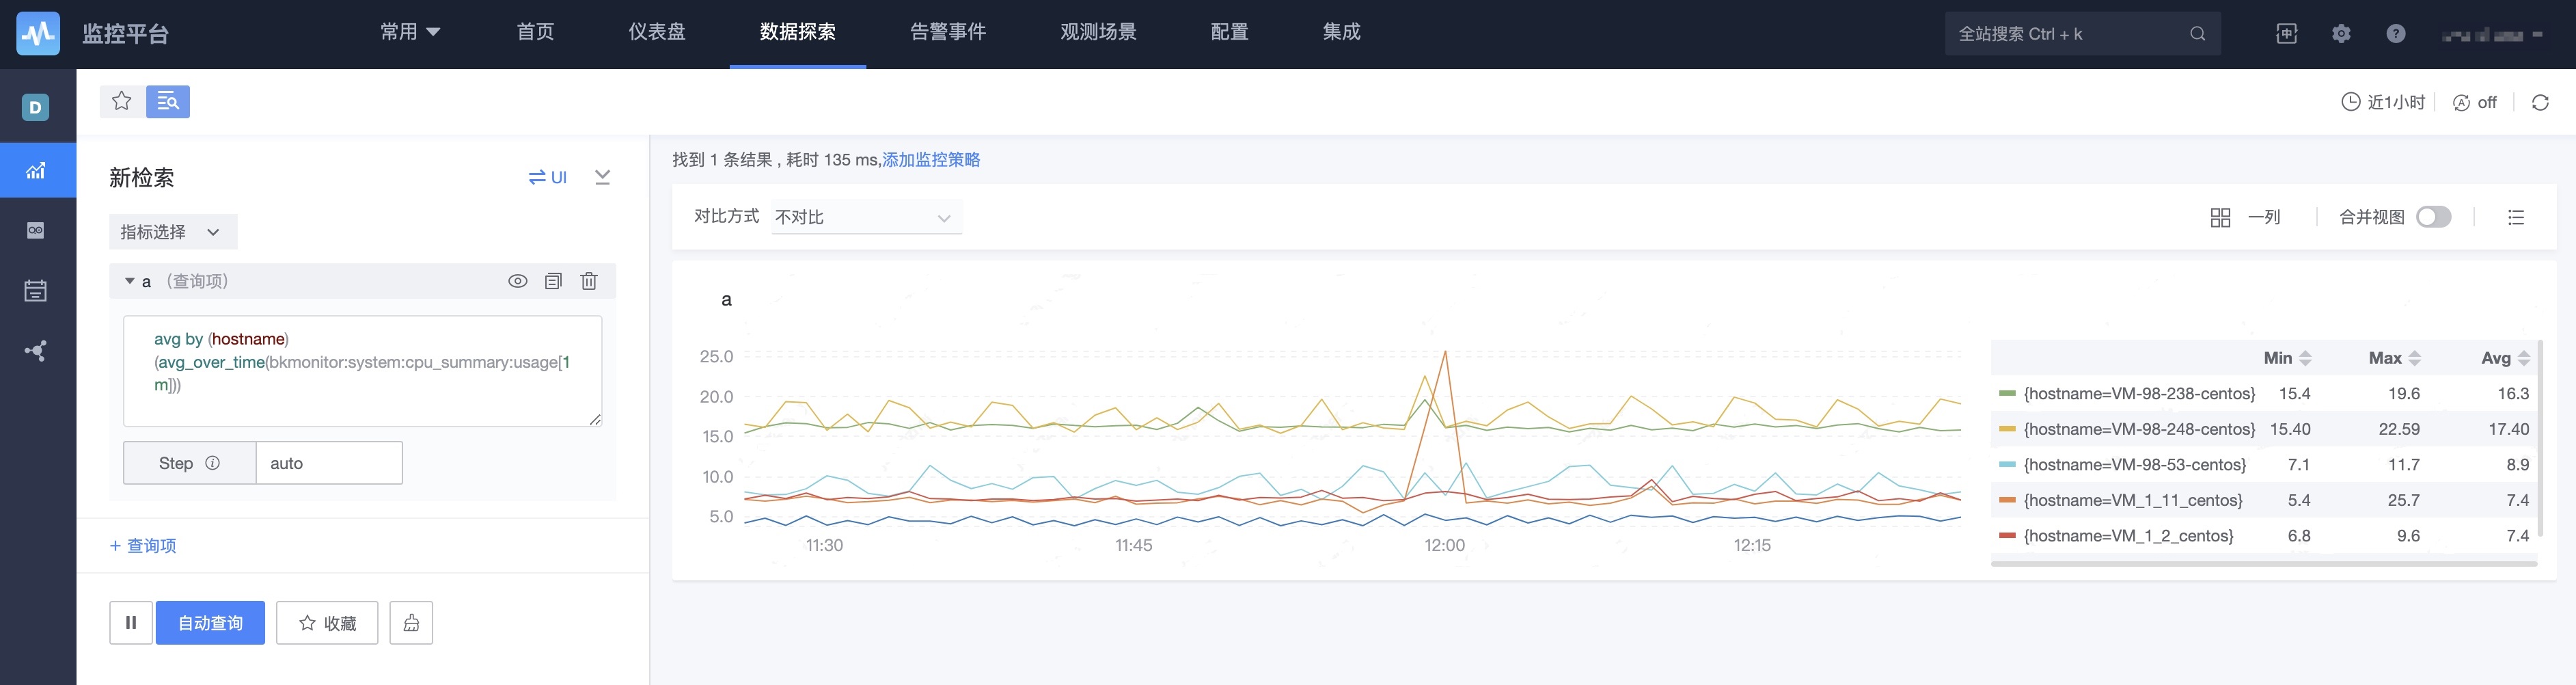 监控平台
常用
首页
仪表盘
数据探索
告警事件
观测场景
配置
集成
全站搜索 Ctrl + k
中
?
D
近1小时
A off
新检索
UI
指标选择
a (查询项)
avg by (hostname)
(avg_over_time(bkmonitor:system:cpu_summary:usage[1
m]))
Step
auto
+ 查询项
自动查询
收藏
找到 1 条结果 , 耗时 135 ms,添加监控策略
对比方式 不对比
一列
合并视图
a
25.0
20.0
15.0
10.0
5.0
11:30 11:45 12:00 12:15
Min Max Avg
{hostname=VM-98-238-centos} 15.4 19.6 16.3
{hostname=VM-98-248-centos} 15.40 22.59 17.40
{hostname=VM-98-53-centos} 7.1 11.7 8.9
{hostname=VM_1_11_centos} 5.4 25.7 7.4
{hostname=VM_1_2_centos} 6.8 9.6 7.4